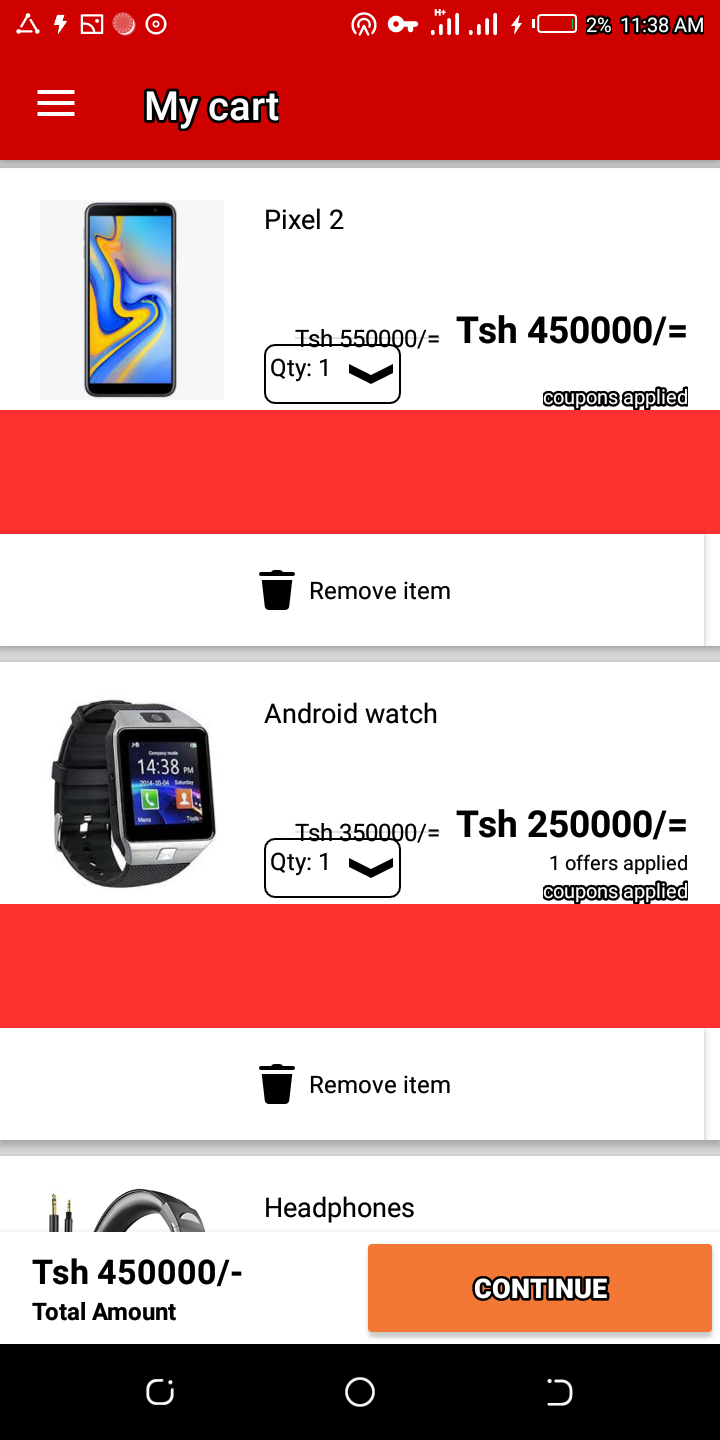 H+
2% 11:38 AM
My cart
Pixel 2
Tsh 550000/= Tsh 450000/=
Qty: 1
coupons applied
Remove item
Android watch
14:38 PM
2014-10-04 Saturday
Menu Tools
Tsh 350000/= Tsh 250000/=
Qty: 1
1 offers applied
coupons applied
Remove item
Headphones
Tsh 450000/-
Total Amount
CONTINUE